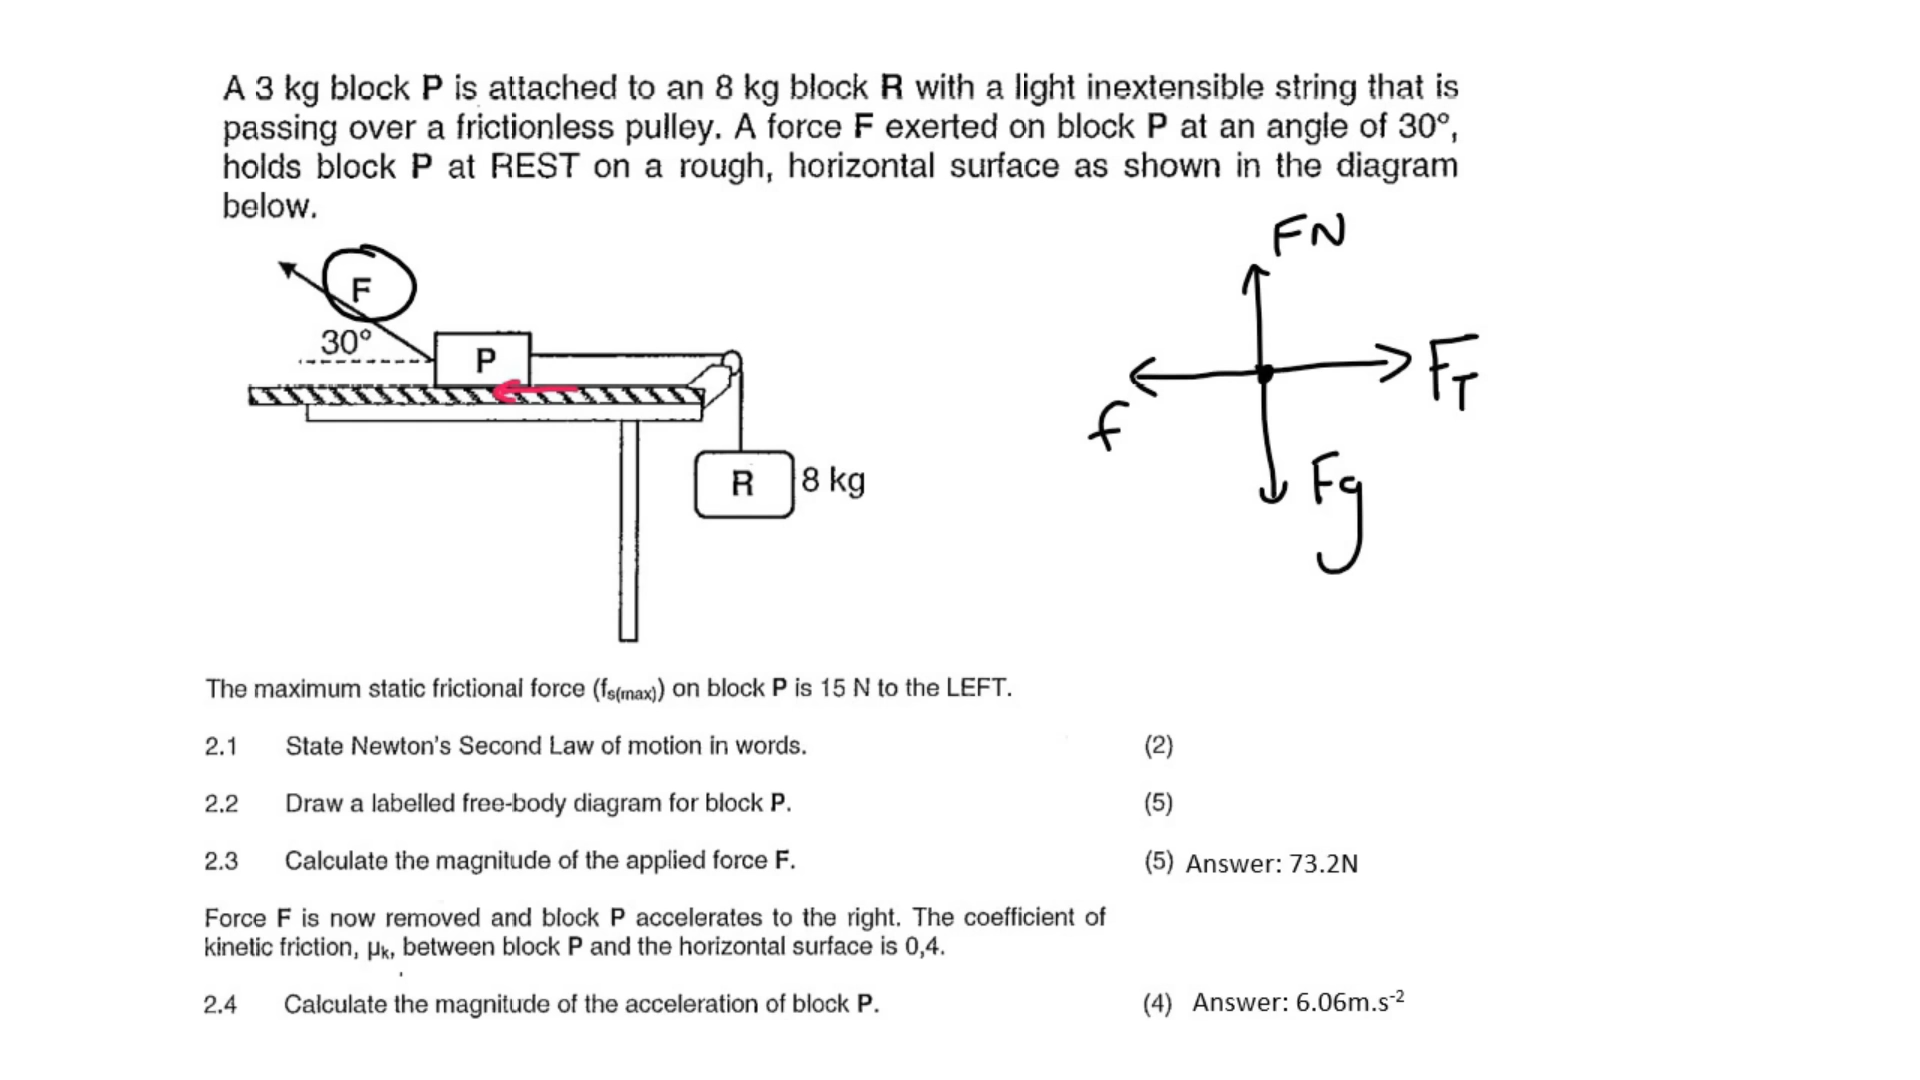 A 3 kg block P is attached to an 8 kg block R with a light inextensible string that is
passing over a frictionless pulley. A force F exerted on block P at an angle of 30°,
holds block P at REST on a rough, horizontal surface as shown in the diagram
below.
FN
F
30°
P
FT
f
R 8 kg
Fg
The maximum static frictional force (fs(max)) on block P is 15 N to the LEFT.
2.1 State Newton's Second Law of motion in words. (2)
2.2 Draw a labelled free-body diagram for block P. (5)
2.3 Calculate the magnitude of the applied force F. (5) Answer: 73.2N
Force F is now removed and block P accelerates to the right. The coefficient of
kinetic friction, μk, between block P and the horizontal surface is 0,4.
2.4 Calculate the magnitude of the acceleration of block P. (4) Answer: 6.06m.s⁻²